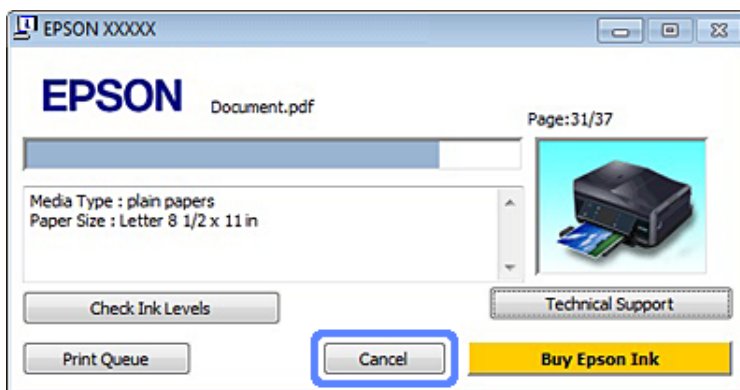 EPSON XXXXX
EPSON
Document.pdf
Page:31/37
Media Type : plain papers
Paper Size : Letter 8 1/2 x 11 in
Check Ink Levels
Technical Support
Print Queue
Cancel
Buy Epson Ink